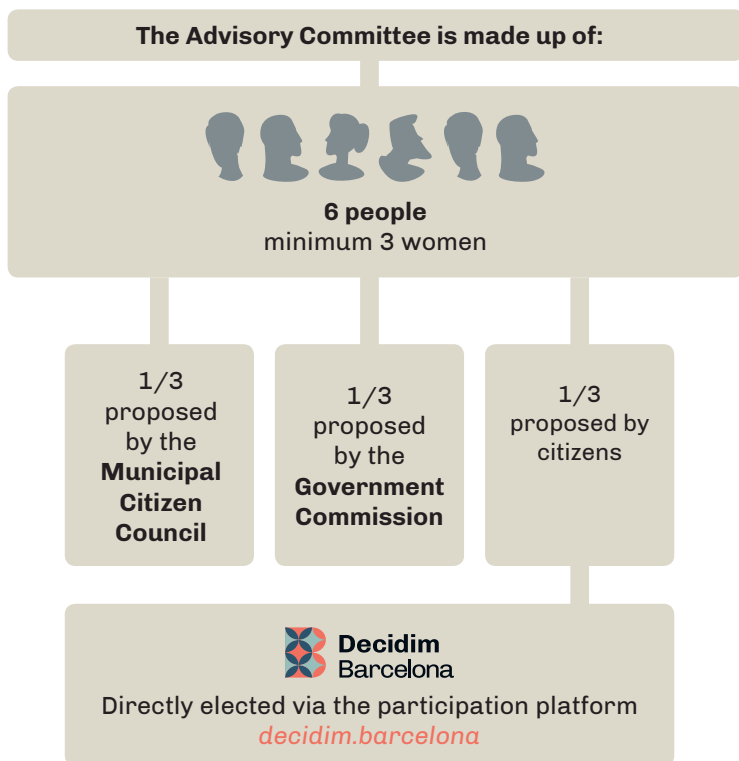 The Advisory Committee is made up of:
6 people
minimum 3 women
1/3
proposed
by the
Municipal
Citizen
Council
1/3
proposed
by the
Government
Commission
1/3
proposed by
citizens
Decidim
Barcelona
Directly elected via the participation platform
decidim.barcelona